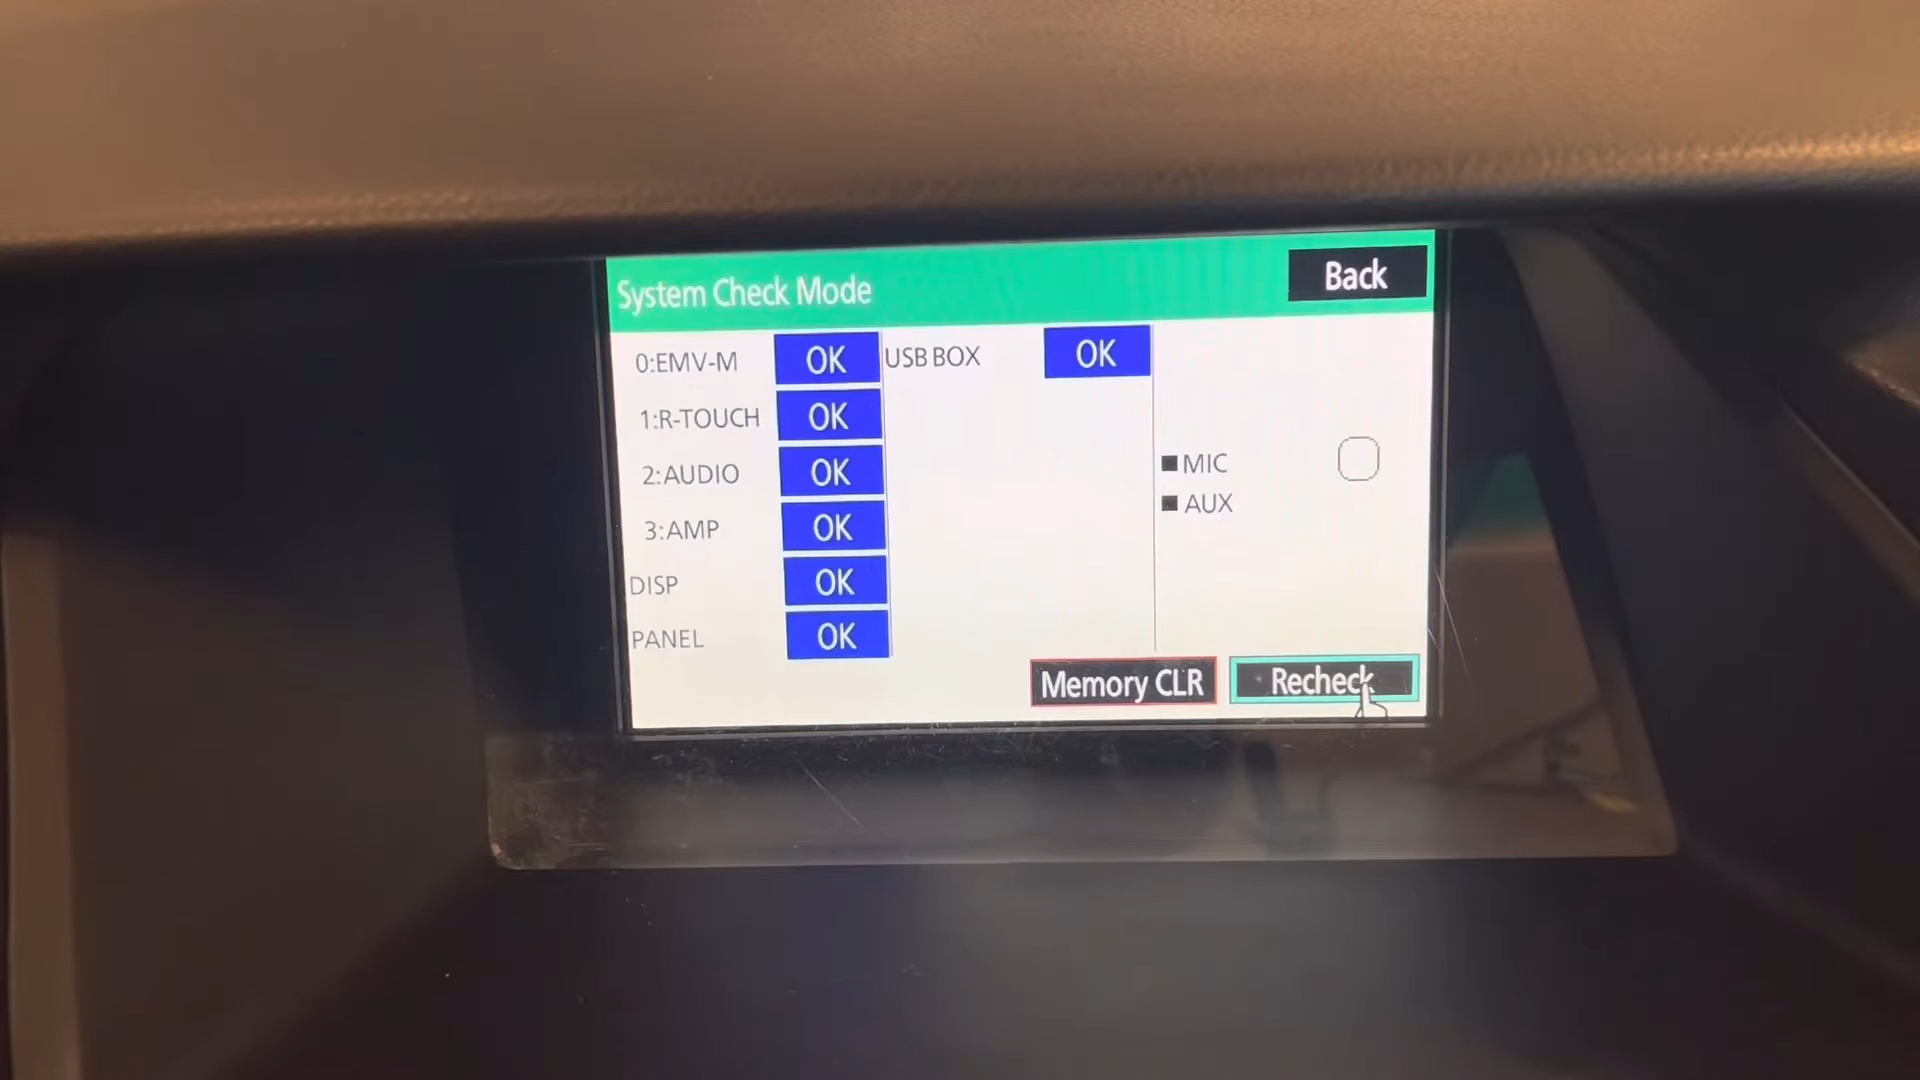 System Check Mode
Back
0:EMV-M OK USB BOX OK
1:R-TOUCH OK
2:AUDIO OK
MIC
3:AMP OK
AUX
DISP OK
PANEL OK
Memory CLR Recheck